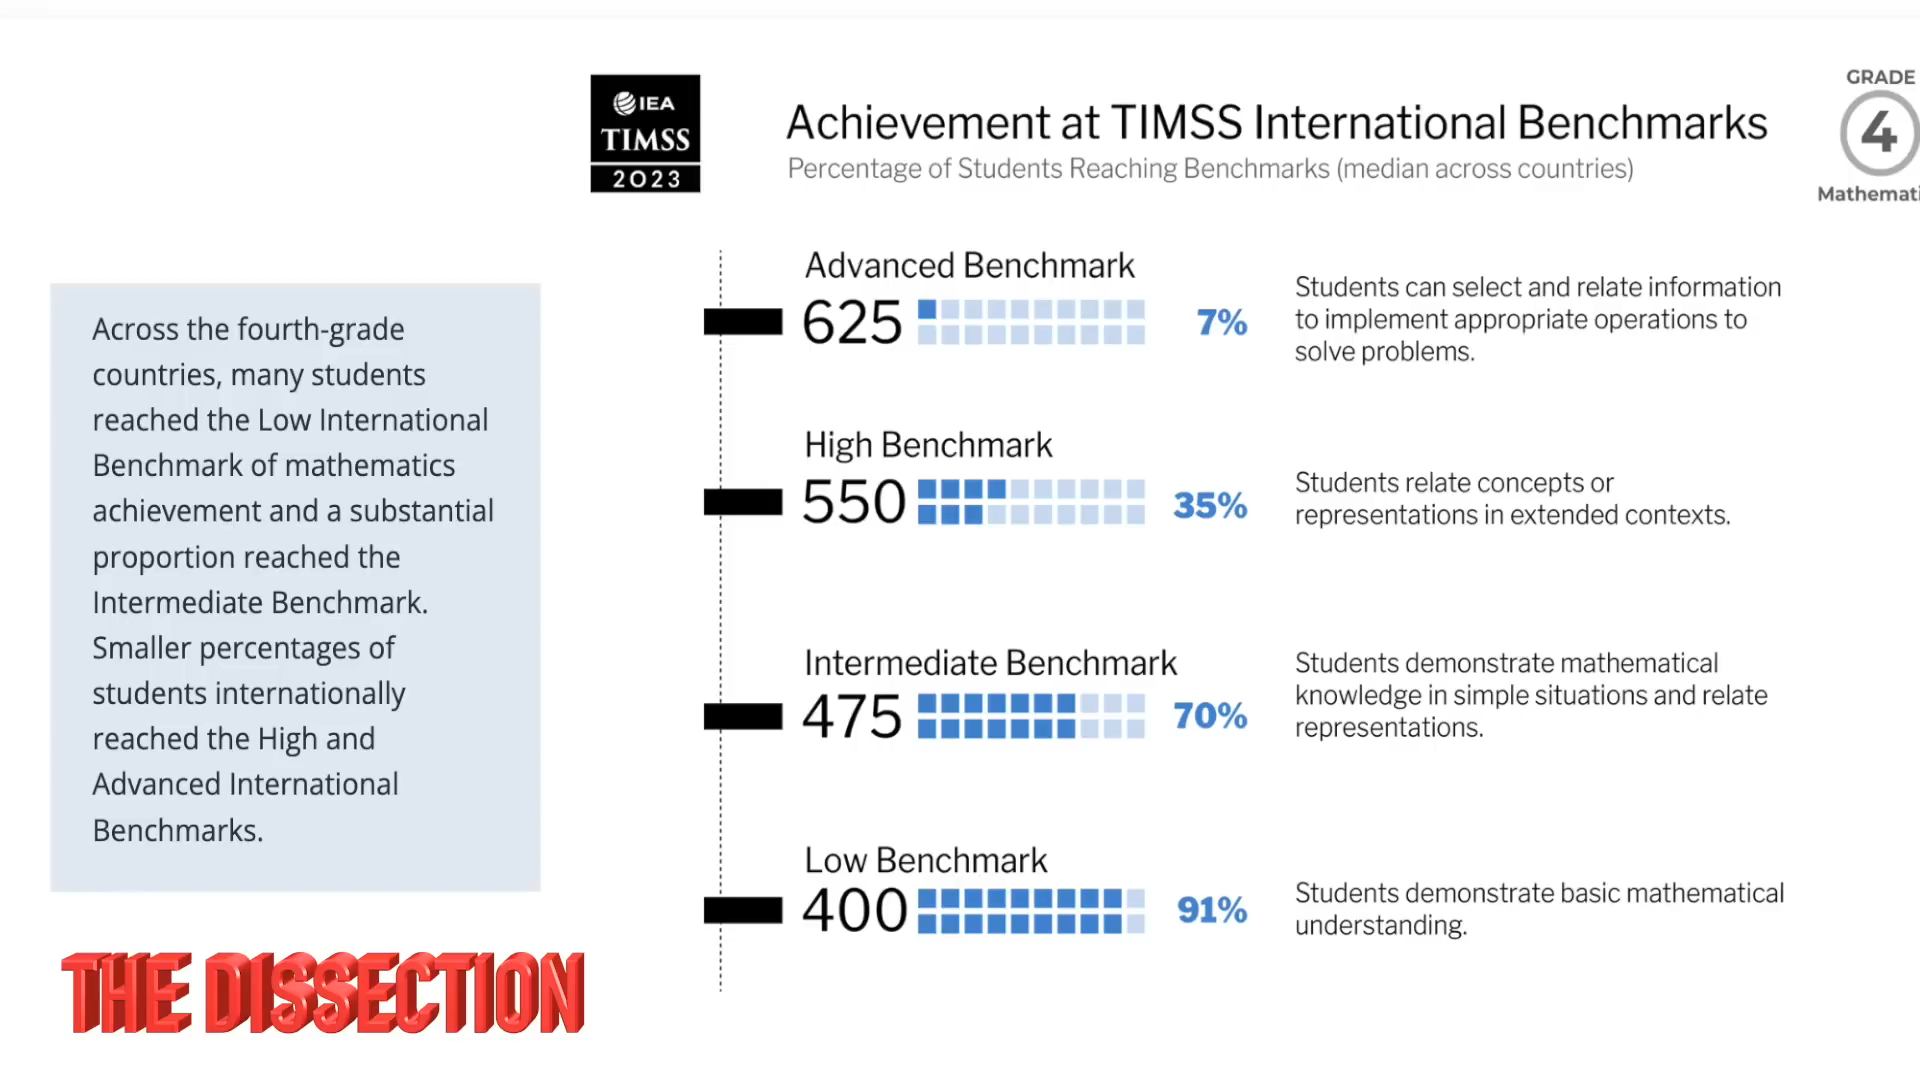 IEA
TIMSS
2023
Achievement at TIMSS International Benchmarks
Percentage of Students Reaching Benchmarks (median across countries)
GRADE
4
Mathemati
Across the fourth-grade
countries, many students
reached the Low International
Benchmark of mathematics
achievement and a substantial
proportion reached the
Intermediate Benchmark.
Smaller percentages of
students internationally
reached the High and
Advanced International
Benchmarks.
Advanced Benchmark
625
7%
Students can select and relate information
to implement appropriate operations to
solve problems.
High Benchmark
550
35%
Students relate concepts or
representations in extended contexts.
Intermediate Benchmark
475
70%
Students demonstrate mathematical
knowledge in simple situations and relate
representations.
Low Benchmark
400
91%
Students demonstrate basic mathematical
understanding.
THE DISSECTION